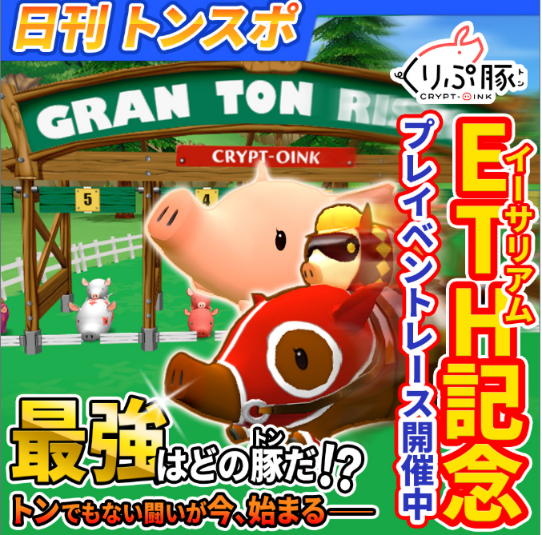 日刊 トンスポ
くりぷ豚
トン
CRYPT-OINK
GRAN TON
CRYPT-OINK
5
4
イーサリアム
ETH記念
プレイベントレース開催中
トン
最強はどの豚だ!?
トンでもない闘いが今、始まる──